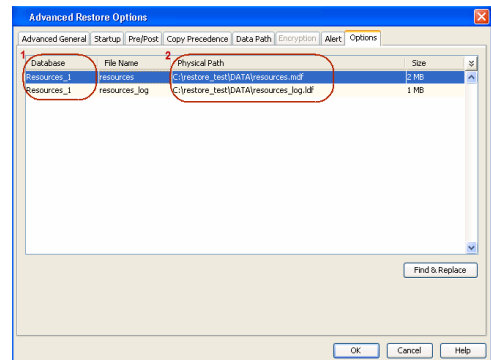 Advanced Restore Options
Advanced General Startup Pre/Post Copy Precedence Data Path Encryption Alert Options
1 2
Database File Name Physical Path Size
Resources_1 resources C:\restore_test\DATA\resources.mdf 2 MB
Resources_1 resources_log C:\restore_test\DATA\resources_log.ldf 1 MB
Find & Replace
OK Cancel Help